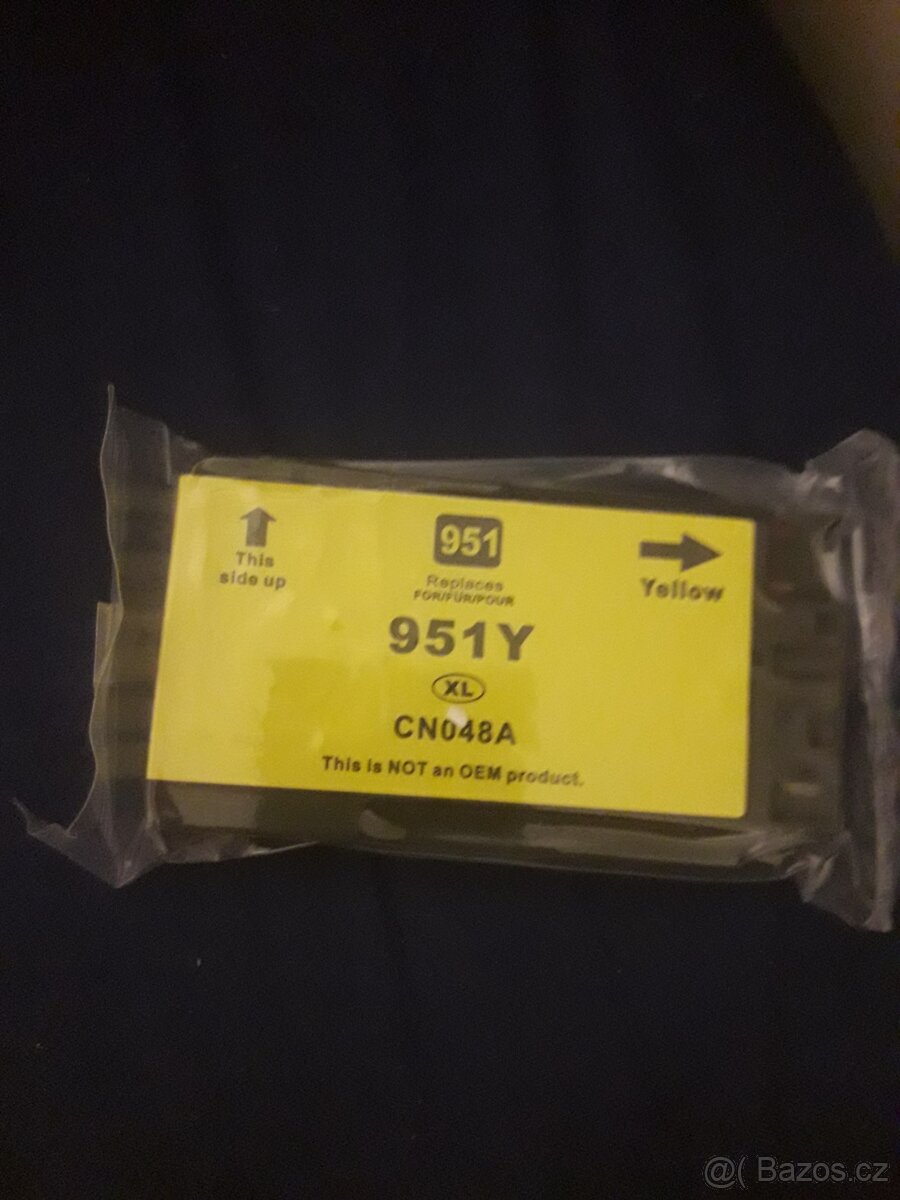 This
side up
951
Replaces
FOR/FÜR/POUR
Yellow
951Y
XL
CN048A
This is NOT an OEM product.
@( Bazos.cz